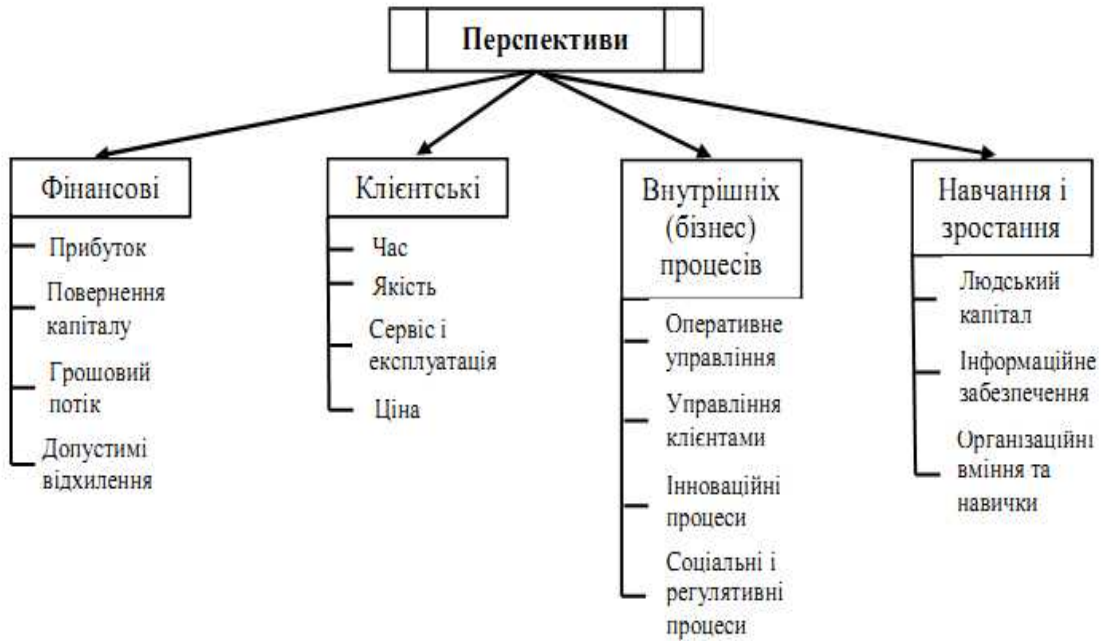 Перспективи
Фінансові
Прибуток
Повернення
капіталу
Грошовий
потік
Допустимі
відхилення
Клієнтські
Час
Якість
Сервіс і
експлуатація
Ціна
Внутрішніх
(бізнес)
процесів
Оперативне
управління
Управління
клієнтами
Інноваційні
процеси
Соціальні і
регулятивні
процеси
Навчання і
зростання
Людський
капітал
Інформаційне
забезпечення
Організаційні
вміння та
навички